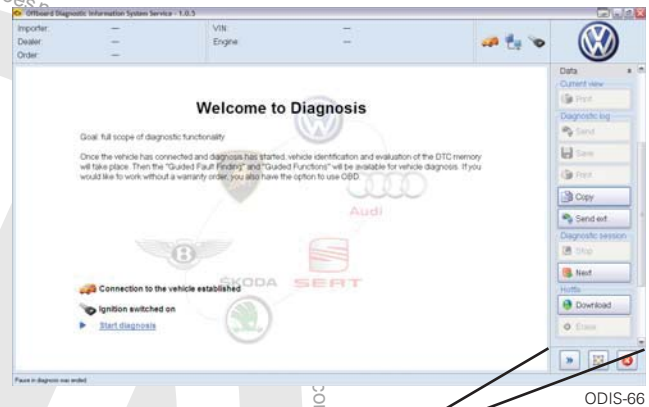 Offboard Diagnostic Information System Service - 1.0.5
Importer: —
Dealer: —
Order: —
VIN: —
Engine: —
Welcome to Diagnosis
Goal: full scope of diagnostic functionality
Once the vehicle has connected and diagnosis has started, vehicle identification and evaluation of the DTC memory
will take place. Then the "Guided Fault Finding" and "Guided Functions" will be available for vehicle diagnosis. If you
would like to work without a warranty order, you also have the option to use OBD.
Audi
B
ŠKODA
SEAT
Connection to the vehicle established
Ignition switched on
Start diagnosis
Pause in diagnosis was ended
Data
Current view
Print
Diagnostic log
Send
Save
Print
Copy
Send ext.
Diagnostic session
Stop
Next
Hotfix
Download
Erase
ODIS-66